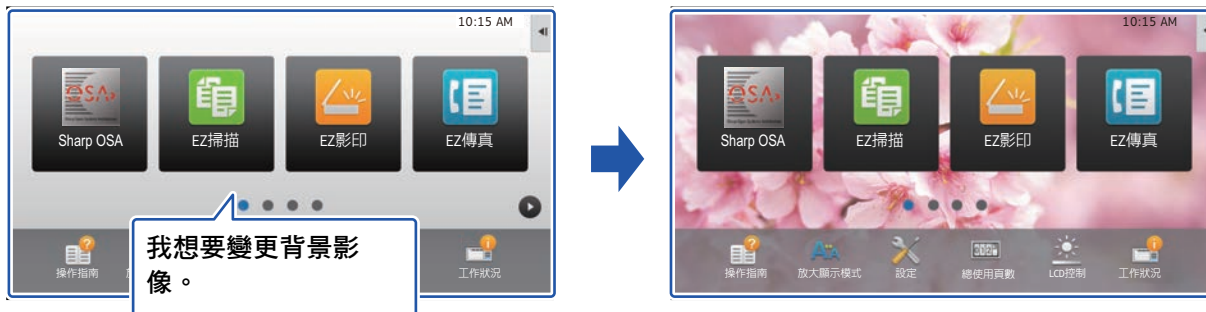 10:15 AM
Sharp OSA
EZ掃描
EZ影印
EZ傳真
我想要變更背景影
像。
操作指南
工作狀況
10:15 AM
Sharp OSA
EZ掃描
EZ影印
EZ傳真
操作指南
放大顯示模式
設定
總使用頁數
LCD控制
工作狀況